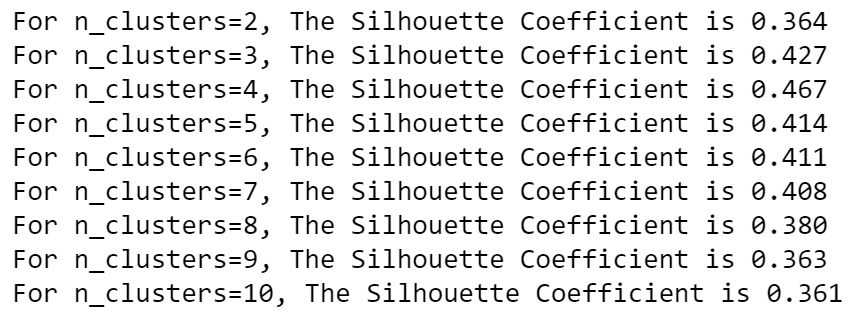 For n_clusters=2, The Silhouette Coefficient is 0.364
For n_clusters=3, The Silhouette Coefficient is 0.427
For n_clusters=4, The Silhouette Coefficient is 0.467
For n_clusters=5, The Silhouette Coefficient is 0.414
For n_clusters=6, The Silhouette Coefficient is 0.411
For n_clusters=7, The Silhouette Coefficient is 0.408
For n_clusters=8, The Silhouette Coefficient is 0.380
For n_clusters=9, The Silhouette Coefficient is 0.363
For n_clusters=10, The Silhouette Coefficient is 0.361